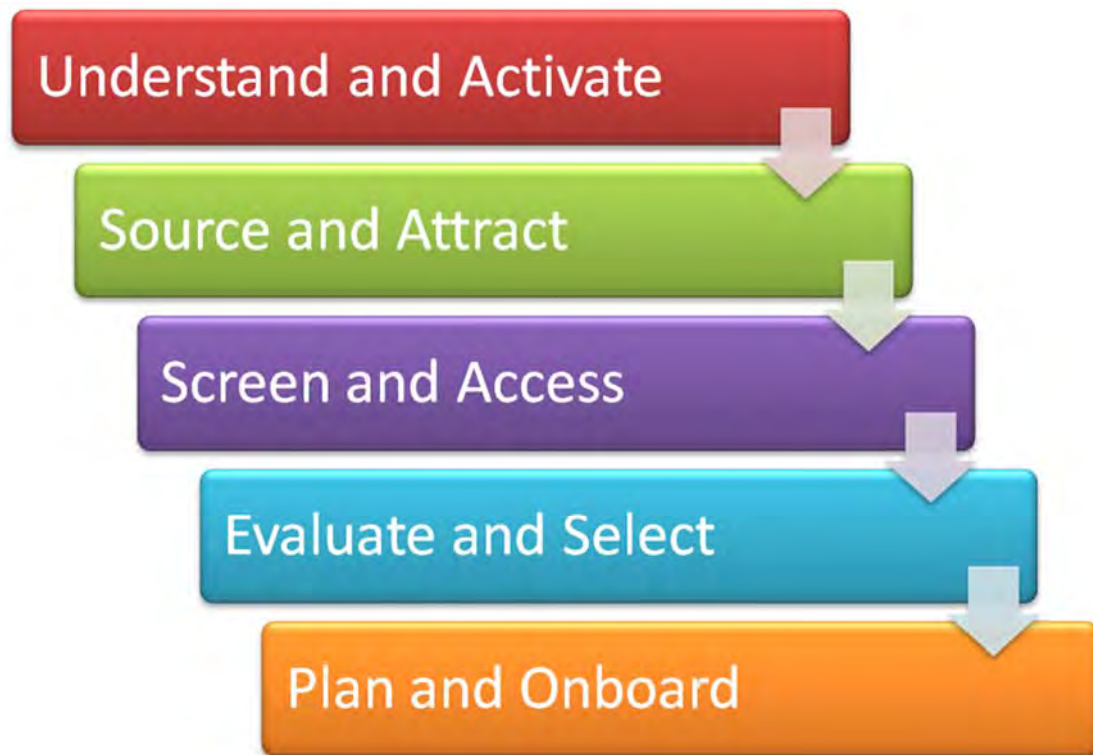 Understand and Activate
Source and Attract
Screen and Access
Evaluate and Select
Plan and Onboard